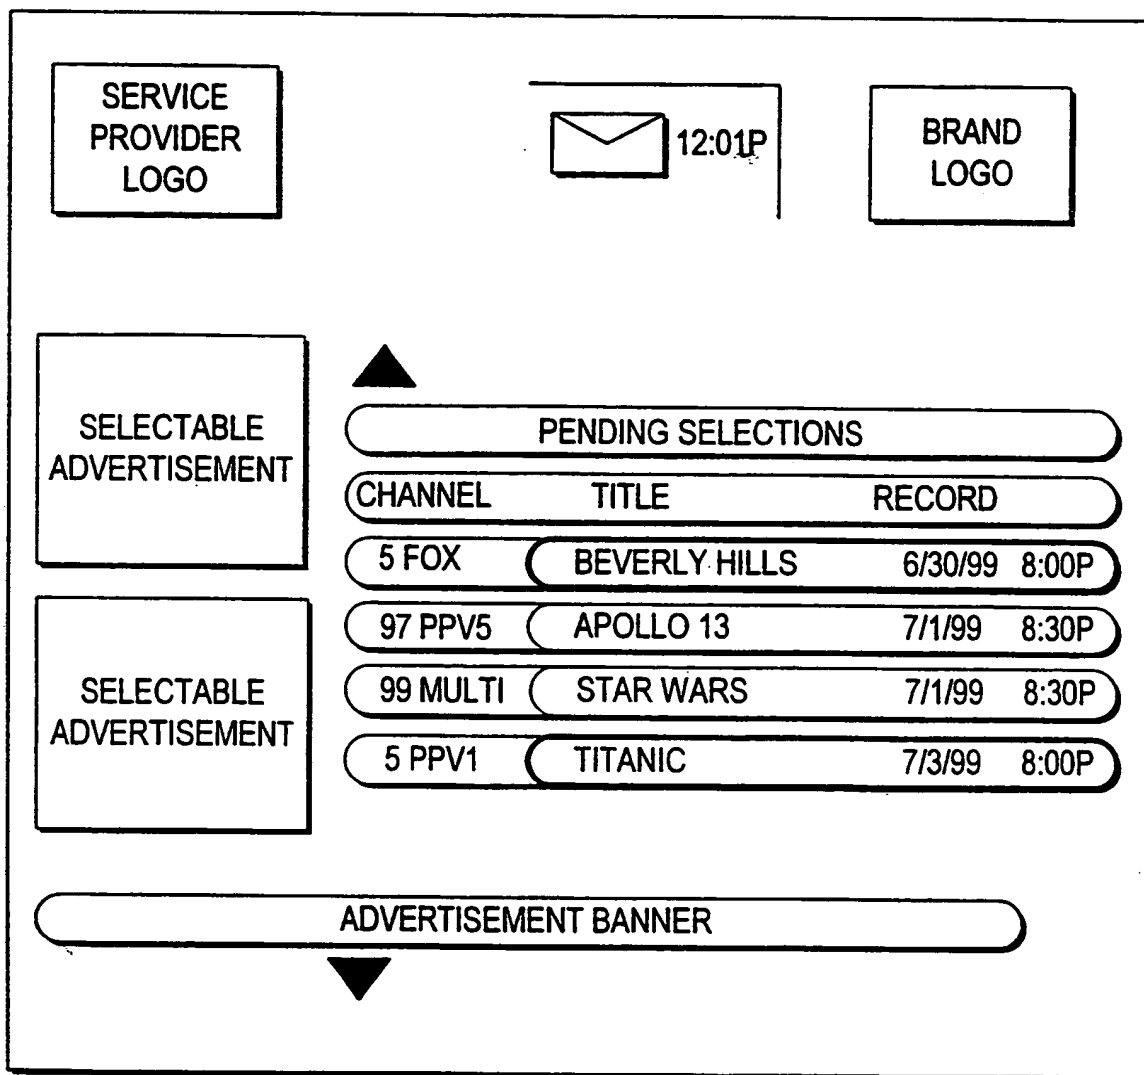 SERVICE
PROVIDER
LOGO
12:01P
BRAND
LOGO
SELECTABLE
ADVERTISEMENT
PENDING SELECTIONS
CHANNEL TITLE RECORD
5 FOX BEVERLY HILLS 6/30/99 8:00P
97 PPV5 APOLLO 13 7/1/99 8:30P
99 MULTI STAR WARS 7/1/99 8:30P
5 PPV1 TITANIC 7/3/99 8:00P
SELECTABLE
ADVERTISEMENT
ADVERTISEMENT BANNER